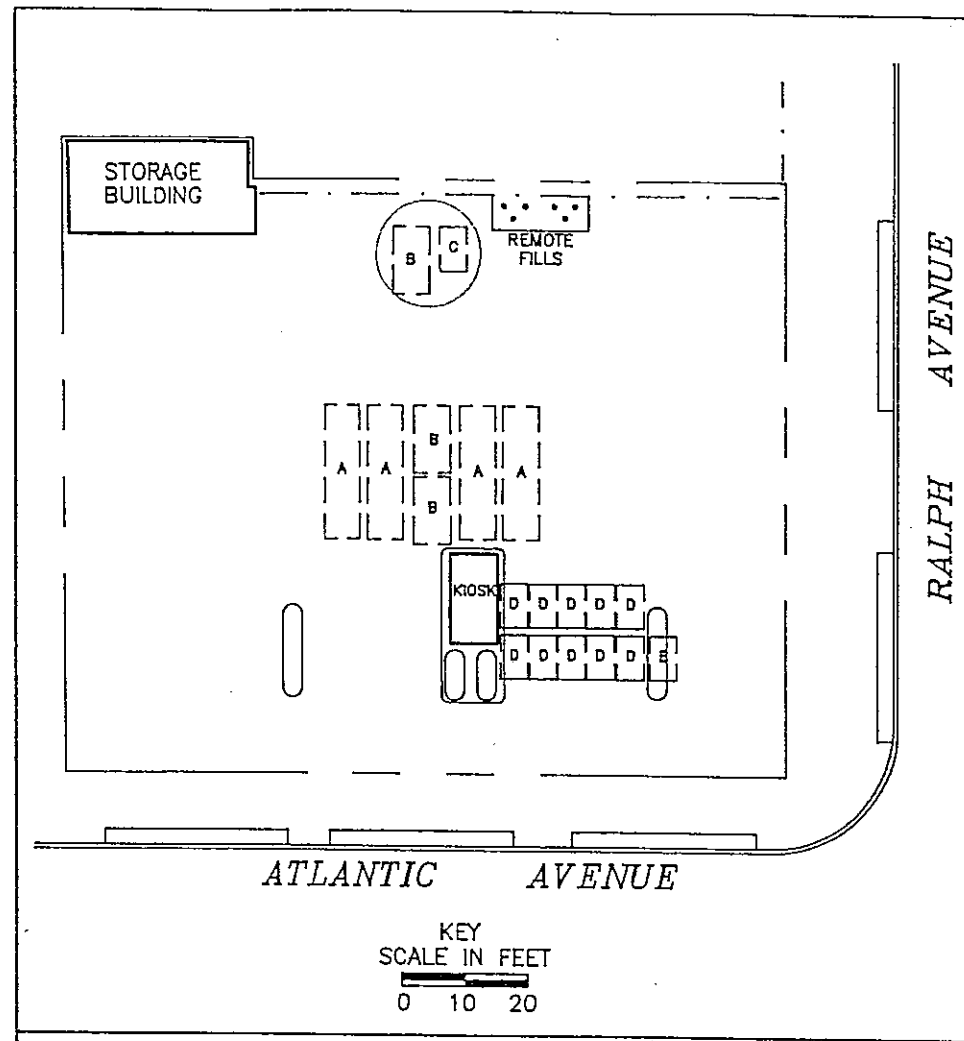 STORAGE
BUILDING
B
C
REMOTE
FILLS
A
A
B
A
A
B
KIOSK
D
D
D
D
D
D
D
D
D
D
RALPH AVENUE
ATLANTIC AVENUE
KEY
SCALE IN FEET
0 10 20